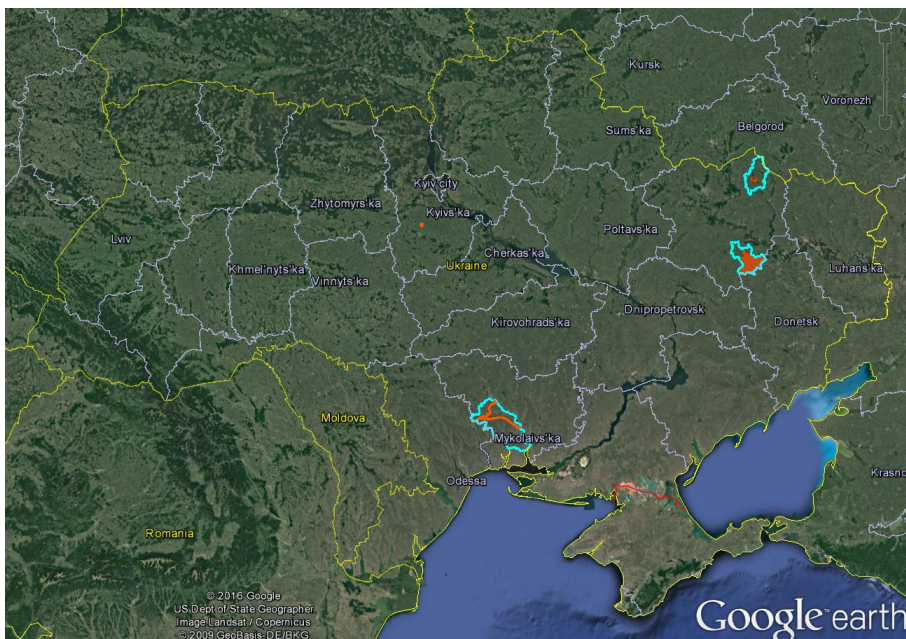 Kursk
Voronezh
Sums'ka
Belgorod
Kyiv city
Zhytomyrs'ka
Kyivs'ka
Poltavs'ka
Lviv
Cherkas'ka
Khmel'nyts'ka
Ukraine
Luhans'ka
Vinnyts'ka
Dnipropetrovsk
Kirovohrads'ka
Donetsk
Moldova
Mykolaivs'ka
Krasno
Odessa
Romania
© 2016 Google
US Dept of State Geographer
Image Landsat / Copernicus
© 2009 GeoBasis-DE/BKG
Google earth